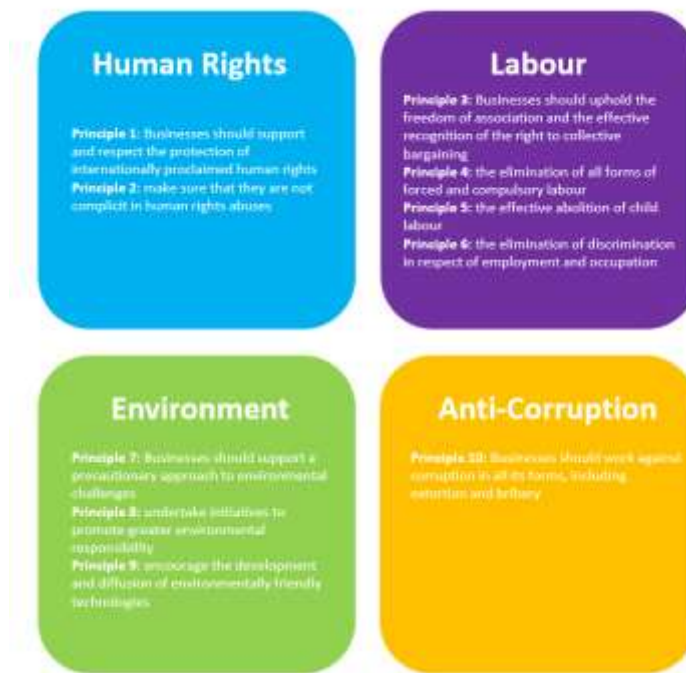 Human Rights
Principle 1: Businesses should support
and respect the protection of
internationally proclaimed human rights
Principle 2: make sure that they are not
complicit in human rights abuses
Labour
Principle 3: Businesses should uphold the
freedom of association and the effective
recognition of the right to collective
bargaining
Principle 4: the elimination of all forms of
forced and compulsory labour
Principle 5: the effective abolition of child
labour
Principle 6: the elimination of discrimination
in respect of employment and occupation
Environment
Principle 7: Businesses should support a
precautionary approach to environmental
challenges
Principle 8: undertake initiatives to
promote greater environmental
responsibility
Principle 9: encourage the development
and diffusion of environmentally friendly
technologies
Anti-Corruption
Principle 10: Businesses should work against
corruption in all its forms, including
extortion and bribery